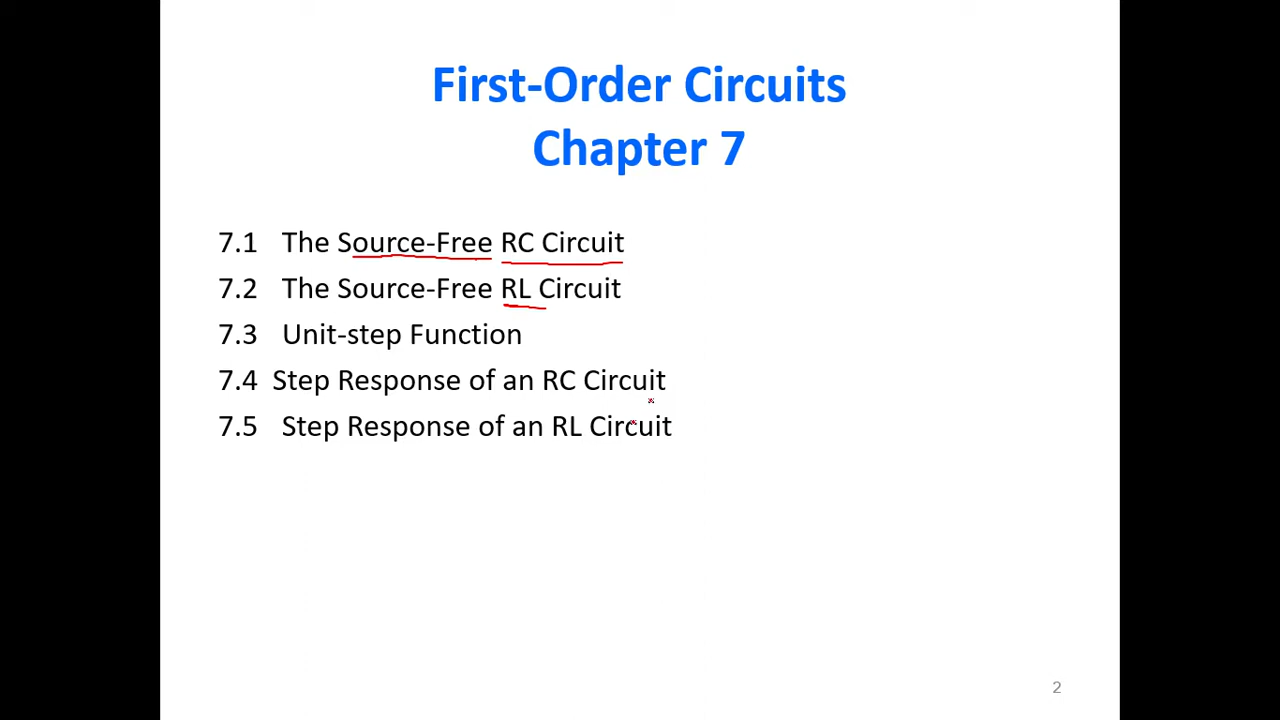 First-Order Circuits
Chapter 7
7.1 The Source-Free RC Circuit
7.2 The Source-Free RL Circuit
7.3 Unit-step Function
7.4 Step Response of an RC Circuit
7.5 Step Response of an RL Circuit
2